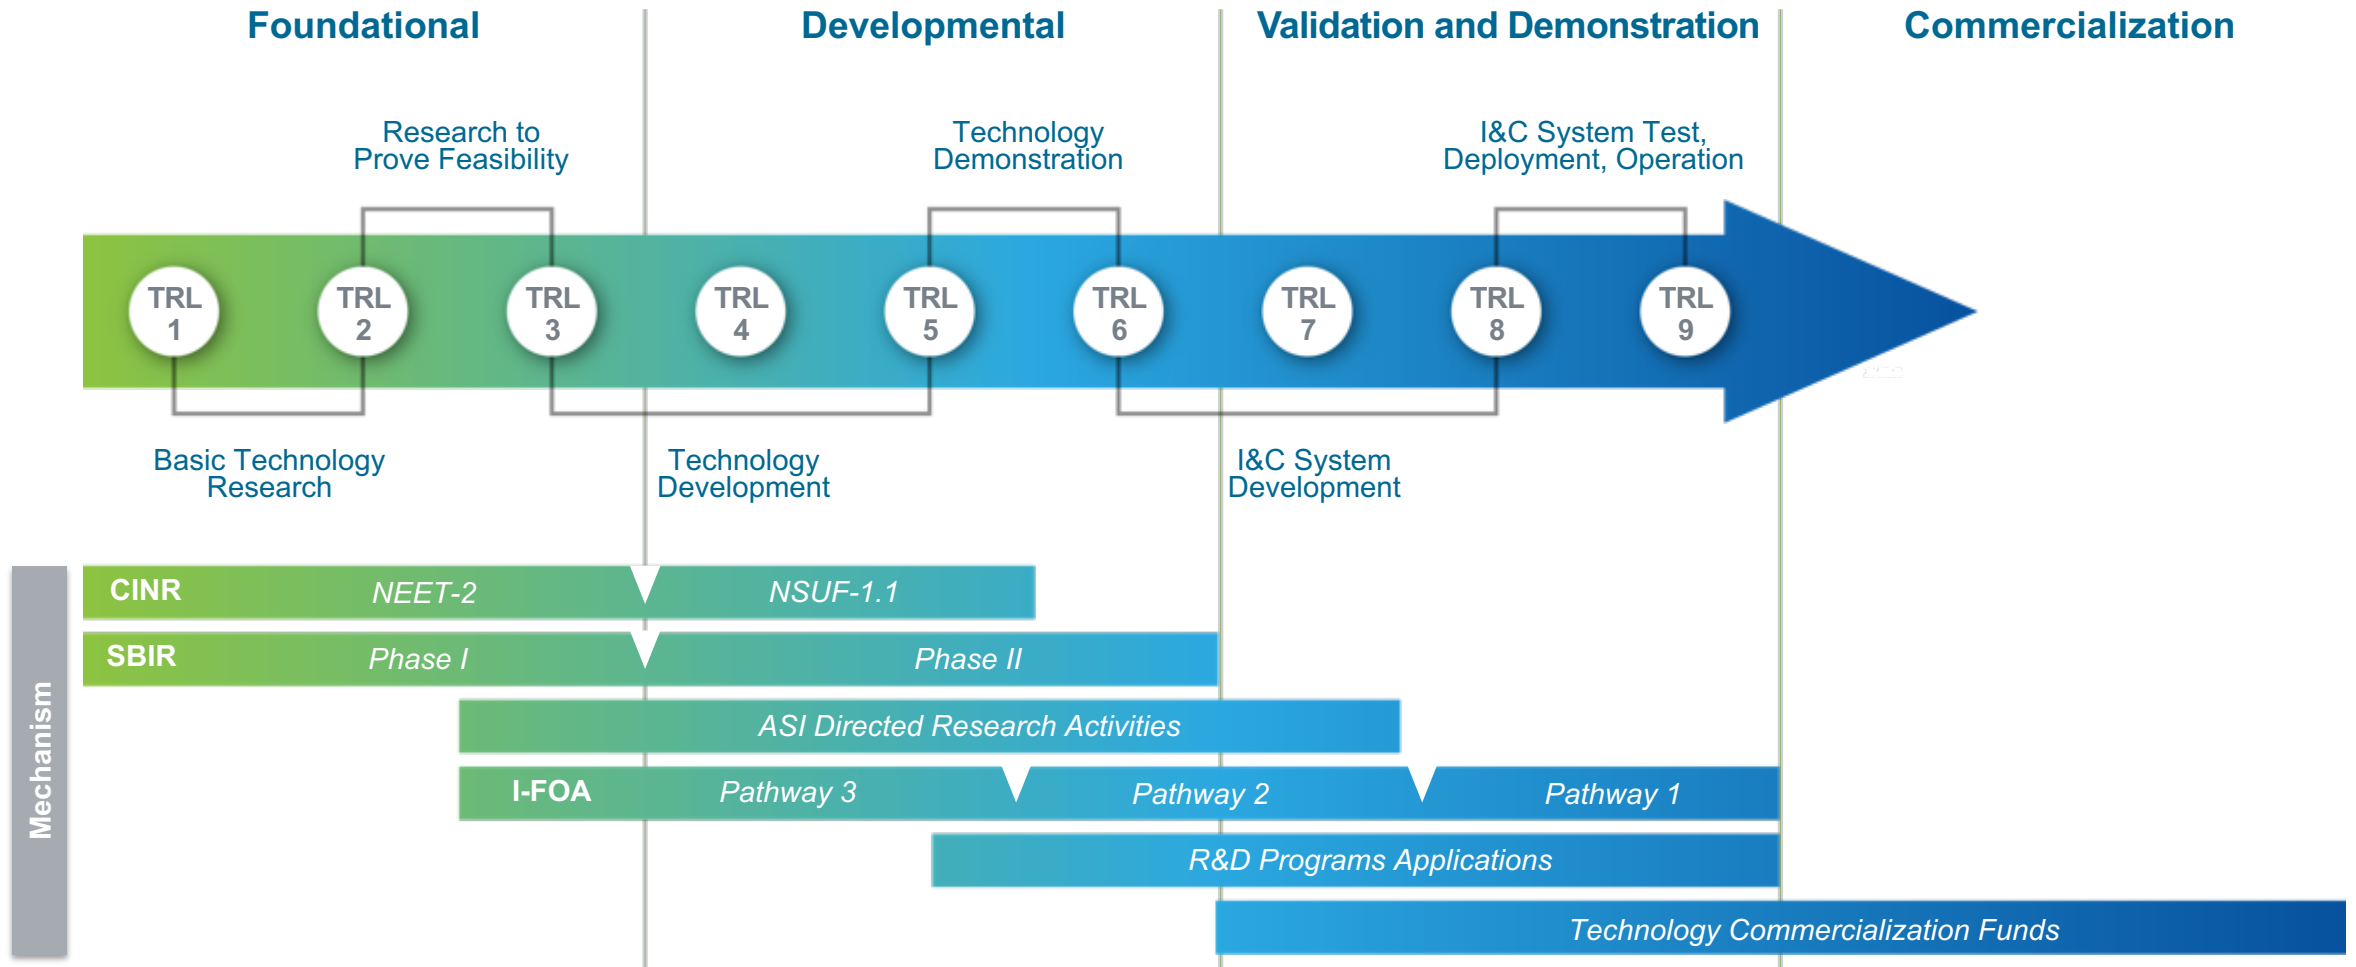 Foundational
Developmental
Validation and Demonstration
Commercialization
Research to
Prove Feasibility
Technology
Demonstration
I&C System Test,
Deployment, Operation
TRL
1
TRL
2
TRL
3
TRL
4
TRL
5
TRL
6
TRL
7
TRL
8
TRL
9
Basic Technology
Research
Technology
Development
I&C System
Development
Mechanism
CINR NEET-2 NSUF-1.1
SBIR Phase I Phase II
ASI Directed Research Activities
I-FOA Pathway 3 Pathway 2 Pathway 1
R&D Programs Applications
Technology Commercialization Funds